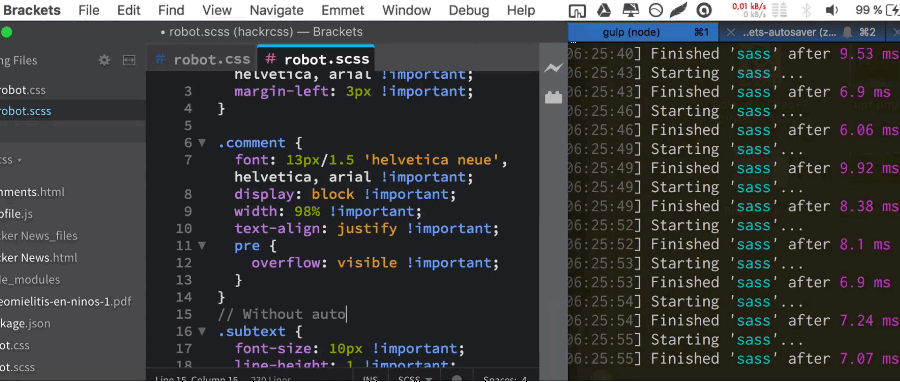 Brackets File Edit Find View Navigate Emmet Window Debug Help 0,01 kB/s 0 kB/s 99 %
• robot.scss (hackrcss) — Brackets
gulp (node) ⌘1 ..ets-autosaver (z... ⌘2
ng Files
robot.css robot.scss
robot.css
robot.scss
css
mments.html
ofile.js
cker News_files
cker News.html
de_modules
eomielitis-en-ninos-1.pdf
ckage.json
ot.css
ot.scss
helvetica, arial !important;
3 margin-left: 3px !important;
4 }
5
6 .comment {
7 font: 13px/1.5 'helvetica neue',
helvetica, arial !important;
8 display: block !important;
9 width: 98% !important;
10 text-align: justify !important;
11 pre {
12 overflow: visible !important;
13 }
14 }
15 // Without auto
16 .subtext {
17 font-size: 10px !important;
18 line-height: 1 !important;
Line 15, Column 15 — 230 Lines INS SCSS Spaces: 4
06:25:40] Finished 'sass' after 9.53 ms
06:25:43] Starting 'sass'...
06:25:43] Finished 'sass' after 6.9 ms
06:25:46] Starting 'sass'...
06:25:46] Finished 'sass' after 6.06 ms
06:25:49] Starting 'sass'...
06:25:49] Finished 'sass' after 9.92 ms
06:25:49] Starting 'sass'...
06:25:49] Finished 'sass' after 8.38 ms
06:25:52] Starting 'sass'...
06:25:52] Finished 'sass' after 8.1 ms
06:25:53] Starting 'sass'...
06:25:53] Finished 'sass' after 6.9 ms
06:25:54] Starting 'sass'...
06:25:54] Finished 'sass' after 7.24 ms
06:25:55] Starting 'sass'...
06:25:55] Finished 'sass' after 7.07 ms